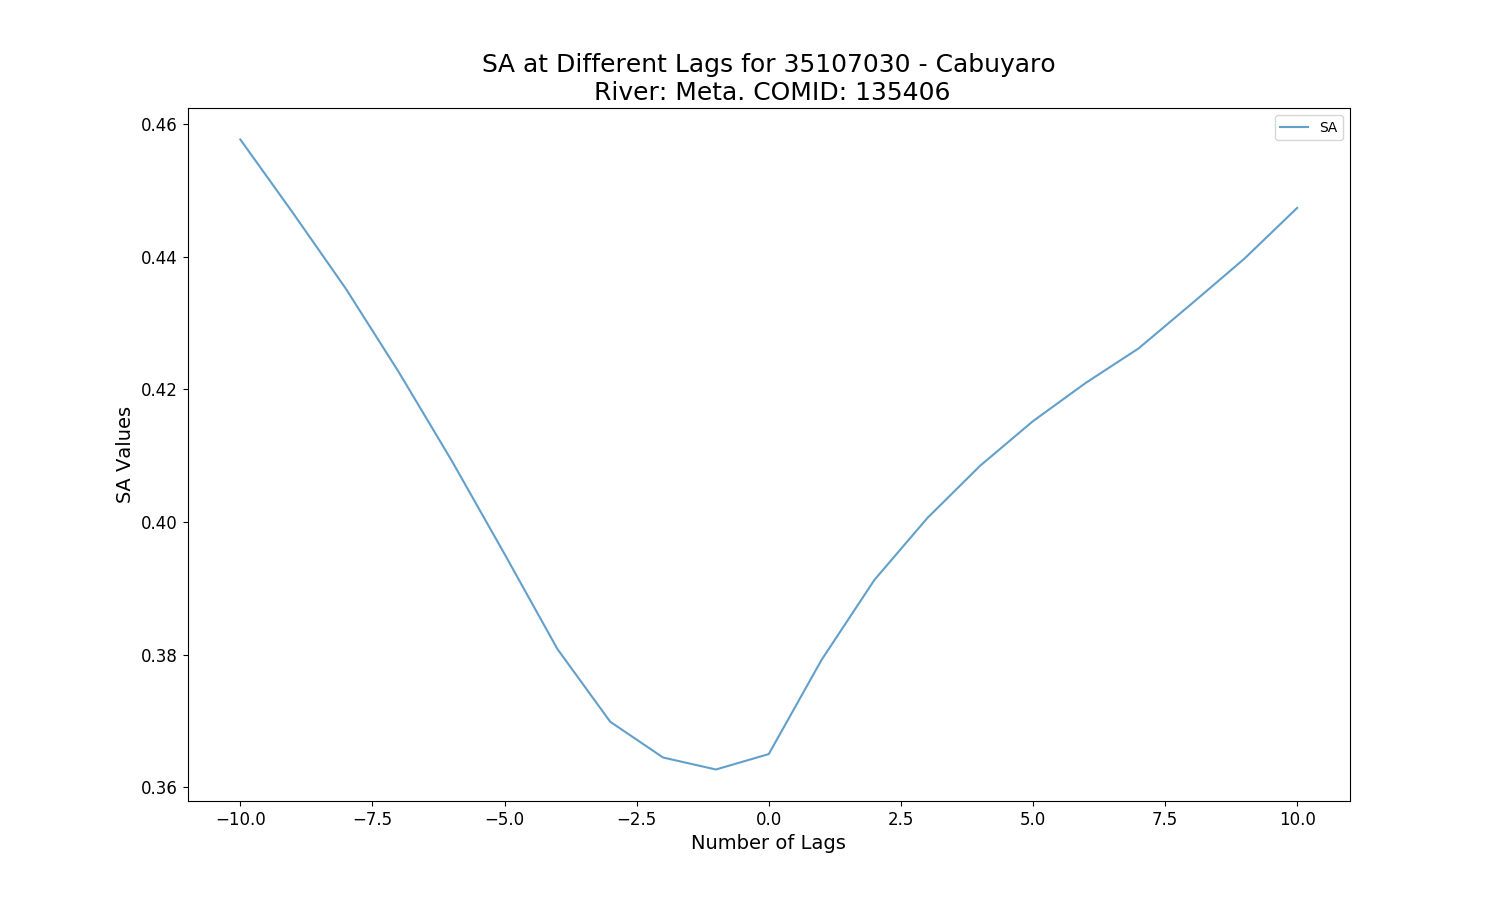 SA at Different Lags for 35107030 - Cabuyaro
River: Meta. COMID: 135406
SA
0.46
0.44
0.42
0.40
0.38
0.36
SA Values
−10.0 −7.5 −5.0 −2.5 0.0 2.5 5.0 7.5 10.0
Number of Lags